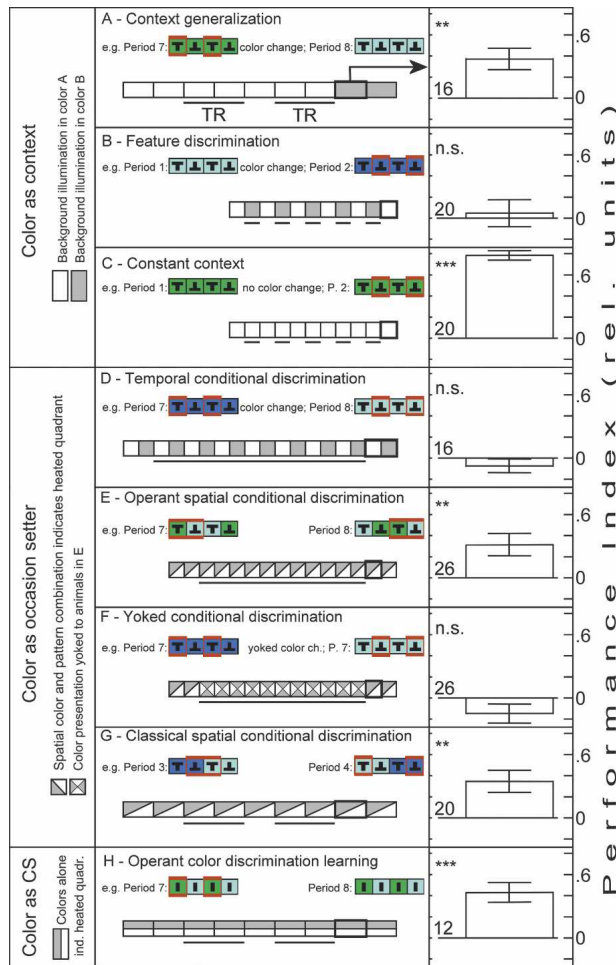 Color as context
Background illumination in color A
Background illumination in color B
A - Context generalization
e.g. Period 7: color change; Period 8:
TR TR
**
16
.6
0
B - Feature discrimination
e.g. Period 1: color change; Period 2:
n.s.
20
.6
0
C - Constant context
e.g. Period 1: no color change; P. 2:
***
20
.6
0
Color as occasion setter
Spatial color and pattern combination indicates heated quadrant
Color presentation yoked to animals in E
D - Temporal conditional discrimination
e.g. Period 7: color change; Period 8:
n.s.
16
.6
0
E - Operant spatial conditional discrimination
e.g. Period 7: Period 8:
**
26
.6
0
F - Yoked conditional discrimination
e.g. Period 7: yoked color ch.; P. 7:
n.s.
26
.6
0
G - Classical spatial conditional discrimination
e.g. Period 3: Period 4:
**
20
.6
0
Color as CS
Colors alone
ind. heated quadr.
H - Operant color discrimination learning
e.g. Period 7: Period 8:
***
12
.6
0
Performance Index (rel. units)